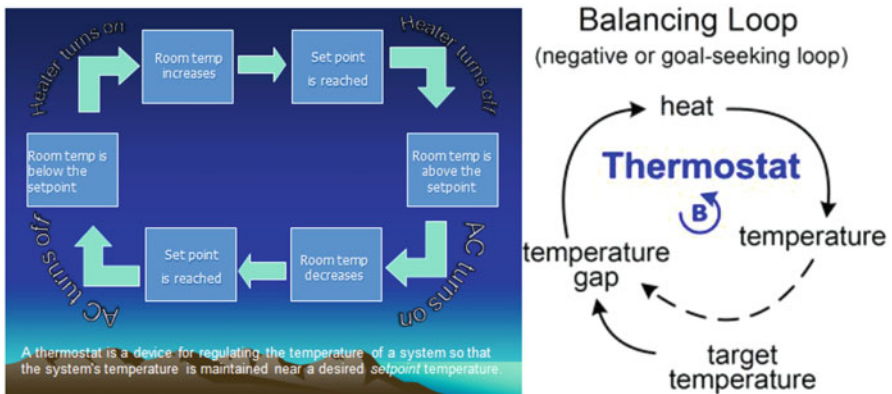 Heater turns on
Room temp
increases
Set point
is reached
Heater turns off
Room temp is
below the
setpoint
Room temp is
above the
setpoint
AC turns off
Set point
is reached
Room temp
decreases
AC turns on
A thermostat is a device for regulating the temperature of a system so that
the system's temperature is maintained near a desired setpoint temperature.
Balancing Loop
(negative or goal-seeking loop)
heat
Thermostat
B
temperature
temperature
gap
target
temperature